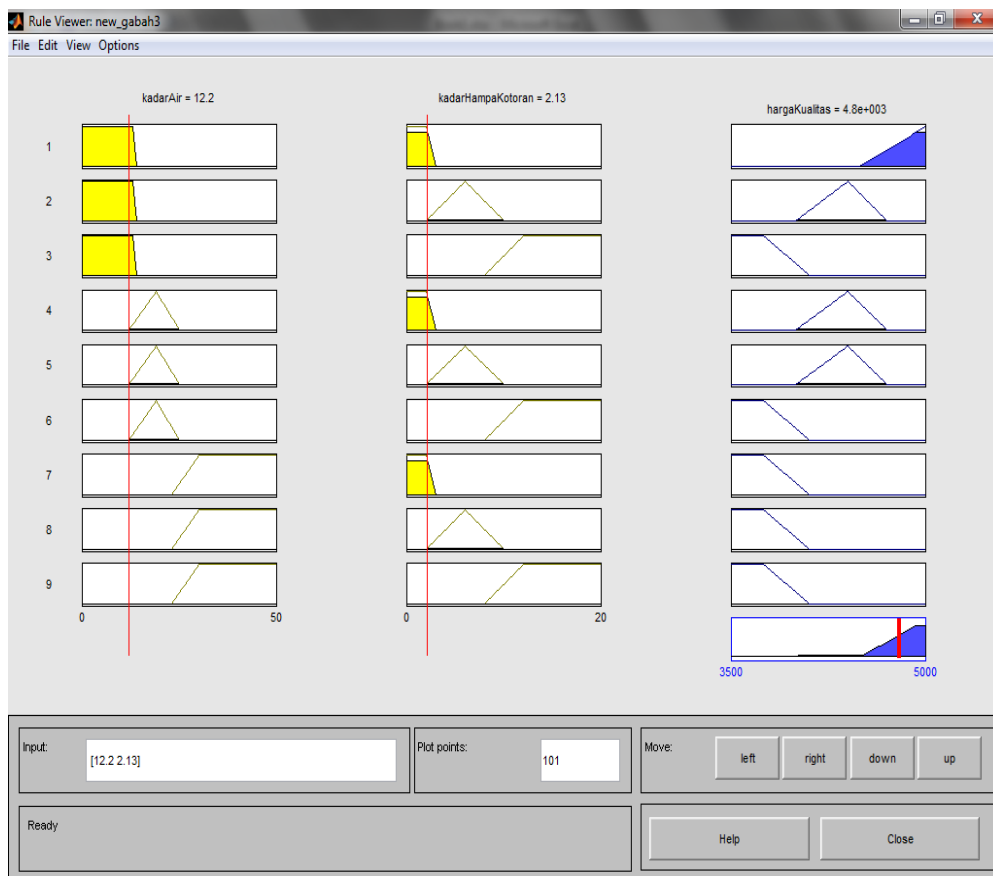 Rule Viewer: new_gabah3
File Edit View Options
kadarAir = 12.2
kadarHampaKotoran = 2.13
hargaKualitas = 4.8e+003
1
2
3
4
5
6
7
8
9
0 50
0 20
3500 5000
Input:
[12.2 2.13]
Plot points:
101
Move:
left
right
down
up
Ready
Help
Close